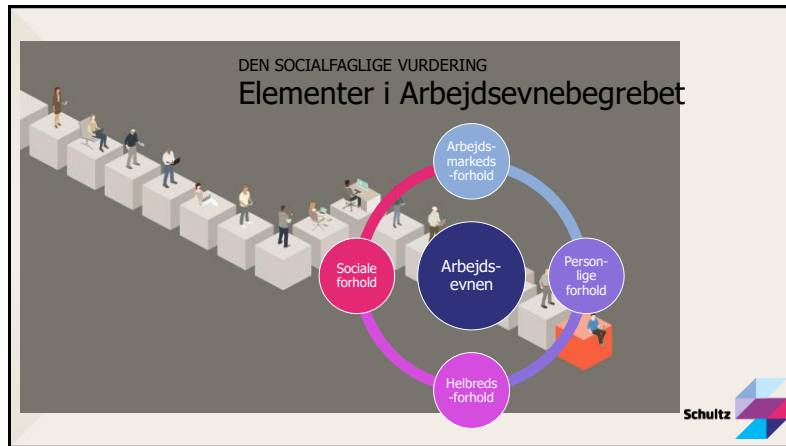 DEN SOCIALFAGLIGE VURDERING
Elementer i Arbejdsevnebegrebet
Arbejds-
markeds
-forhold
Sociale
forhold
Arbejds-
evnen
Person-
lige
forhold
Helbreds
-forhold
Schultz